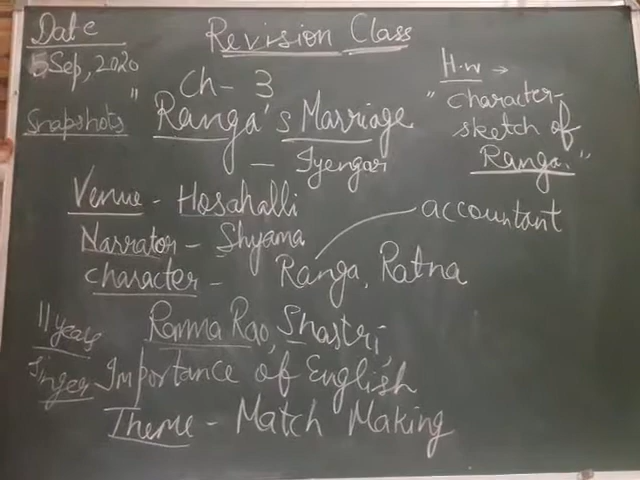 Date
Revision Class
5 Sep, 2020
H.w →
Ch - 3
"character-
sketch of
Ranga."
Snapshots
"Ranga's Marriage
- Iyengar
Venue - Hosahalli
accountant
Narrator - Shyama
character - Ranga, Ratna
11 years
Rama Rao, Shastri,
Singer
Importance of English
Theme - Match Making